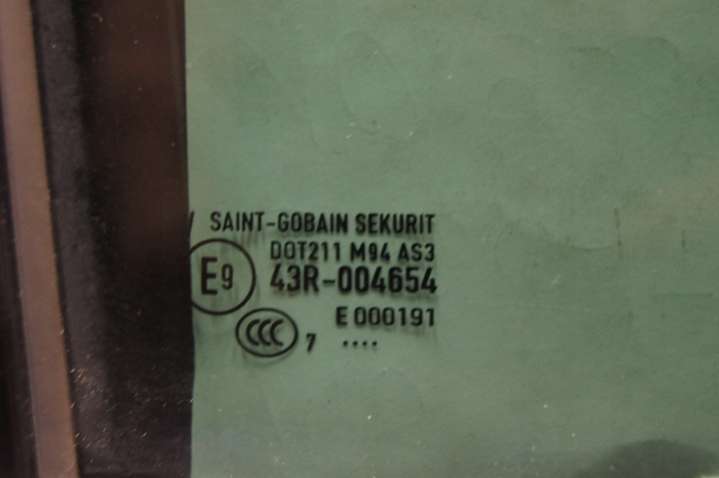 / SAINT-GOBAIN SEKURIT
DOT211 M94 AS3
E9 43R-004654
E 000191
CCC 7 ....